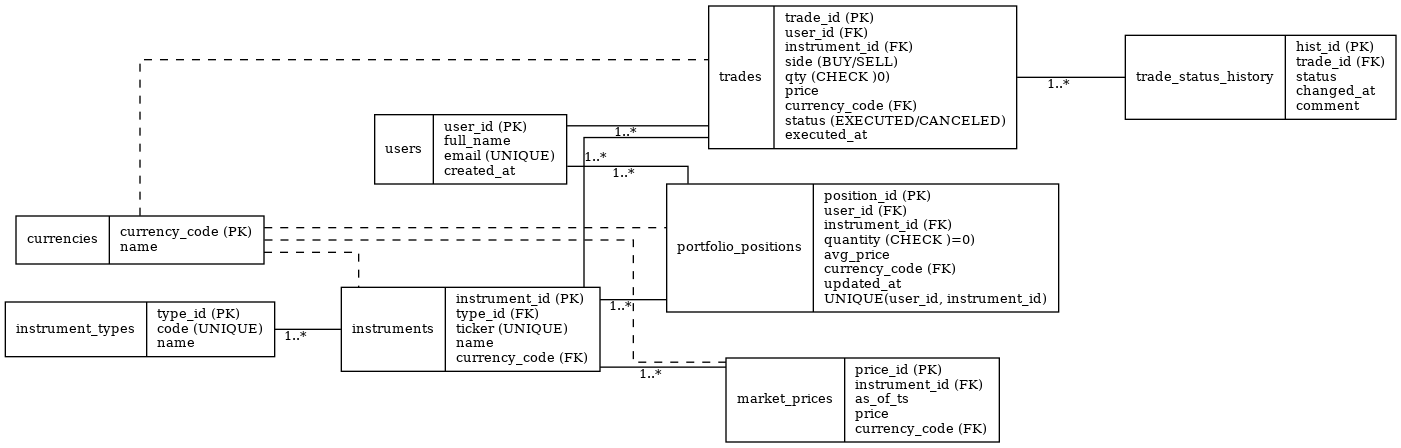 trades
trade_id (PK)
user_id (FK)
instrument_id (FK)
side (BUY/SELL)
qty (CHECK )0)
price
currency_code (FK)
status (EXECUTED/CANCELED)
executed_at
1..*
trade_status_history
hist_id (PK)
trade_id (FK)
status
changed_at
comment
users
user_id (PK)
full_name
email (UNIQUE)
created_at
1..*
1..*
1..*
currencies
currency_code (PK)
name
portfolio_positions
position_id (PK)
user_id (FK)
instrument_id (FK)
quantity (CHECK )=0)
avg_price
currency_code (FK)
updated_at
UNIQUE(user_id, instrument_id)
instrument_types
type_id (PK)
code (UNIQUE)
name
1..*
instruments
instrument_id (PK)
type_id (FK)
ticker (UNIQUE)
name
currency_code (FK)
1..*
1..*
market_prices
price_id (PK)
instrument_id (FK)
as_of_ts
price
currency_code (FK)